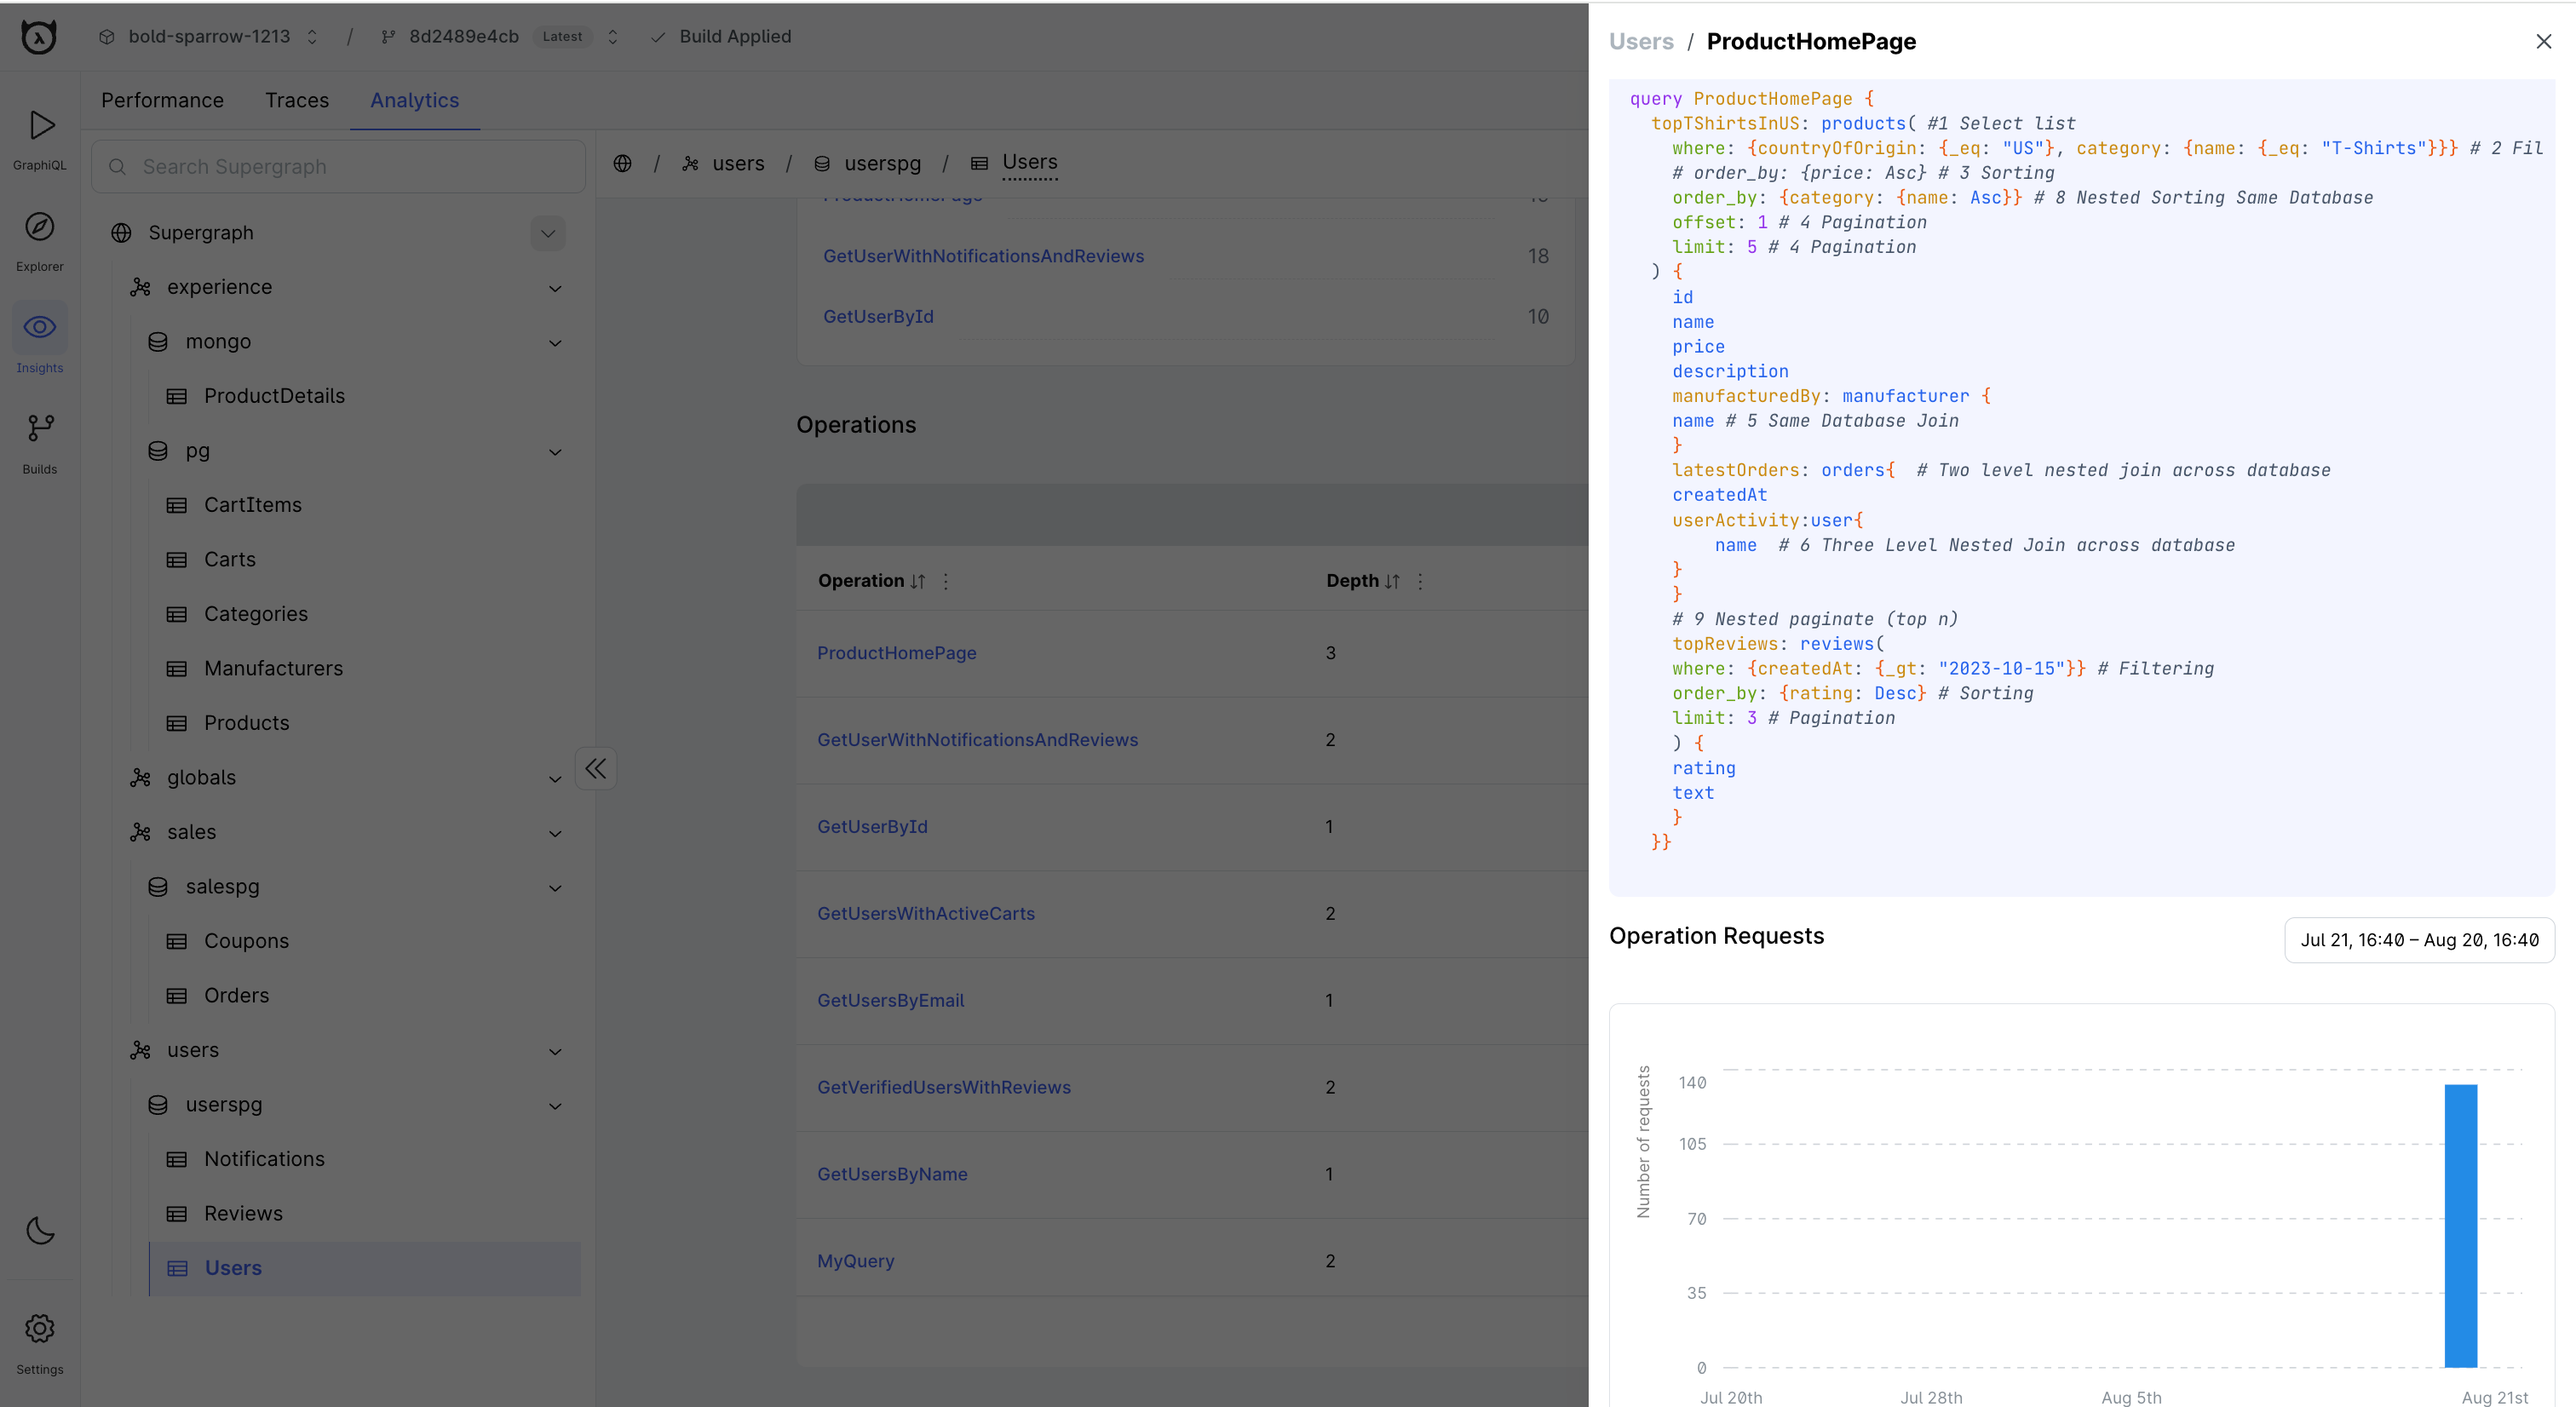 bold-sparrow-1213 / 8d2489e4cb Latest Build Applied
GraphiQL
Explorer
Insights
Builds
Settings
Performance Traces Analytics
Search Supergraph
Supergraph
experience
mongo
ProductDetails
pg
CartItems
Carts
Categories
Manufacturers
Products
globals
sales
salespg
Coupons
Orders
users
userspg
Notifications
Reviews
Users
/ users / userspg / Users
GetUserWithNotificationsAndReviews 18
GetUserById 10
Operations
Operation Depth
ProductHomePage 3
GetUserWithNotificationsAndReviews 2
GetUserById 1
GetUsersWithActiveCarts 2
GetUsersByEmail 1
GetVerifiedUsersWithReviews 2
GetUsersByName 1
MyQuery 2
Users / ProductHomePage
query ProductHomePage {
topTShirtsInUS: products( #1 Select list
where: {countryOfOrigin: {_eq: "US"}, category: {name: {_eq: "T-Shirts"}}} # 2 Fil
# order_by: {price: Asc} # 3 Sorting
order_by: {category: {name: Asc}} # 8 Nested Sorting Same Database
offset: 1 # 4 Pagination
limit: 5 # 4 Pagination
) {
id
name
price
description
manufacturedBy: manufacturer {
name # 5 Same Database Join
}
latestOrders: orders{  # Two level nested join across database
createdAt
userActivity:user{
name  # 6 Three Level Nested Join across database
}
}
# 9 Nested paginate (top n)
topReviews: reviews(
where: {createdAt: {_gt: "2023-10-15"}} # Filtering
order_by: {rating: Desc} # Sorting
limit: 3 # Pagination
) {
rating
text
}
}}
Operation Requests
Jul 21, 16:40 – Aug 20, 16:40
Number of requests
140
105
70
35
0
Jul 20th Jul 28th Aug 5th Aug 21st